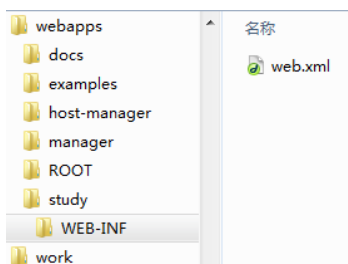 webapps
docs
examples
host-manager
manager
ROOT
study
WEB-INF
work
名称
web.xml